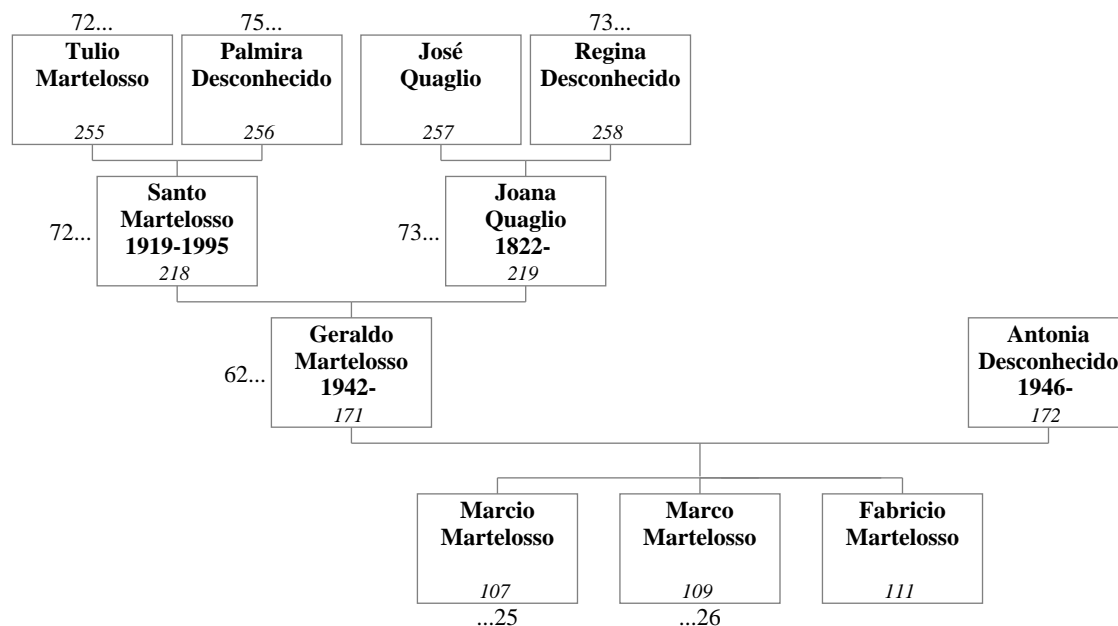 72...
Tulio
Martelosso
255
75...
Palmira
Desconhecido
256
José
Quaglio
257
73...
Regina
Desconhecido
258
72...
Santo
Martelosso
1919-1995
218
73...
Joana
Quaglio
1822-
219
62...
Geraldo
Martelosso
1942-
171
Antonia
Desconhecido
1946-
172
Marcio
Martelosso
107
...25
Marco
Martelosso
109
...26
Fabricio
Martelosso
111